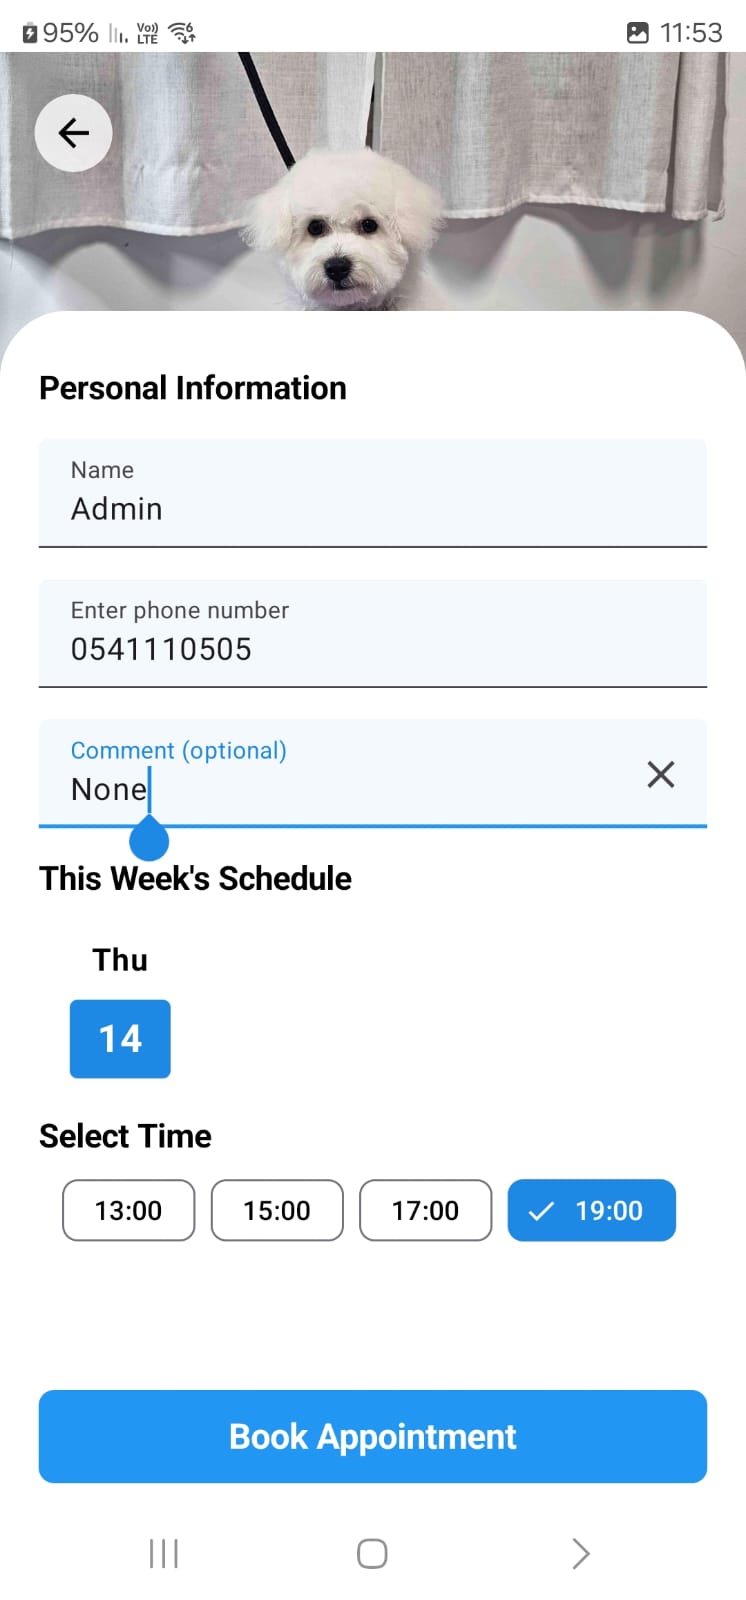 95% Vo)) LTE 6 11:53
Personal Information
Name
Admin
Enter phone number
0541110505
Comment (optional)
None
This Week's Schedule
Thu
14
Select Time
13:00 15:00 17:00 19:00
Book Appointment